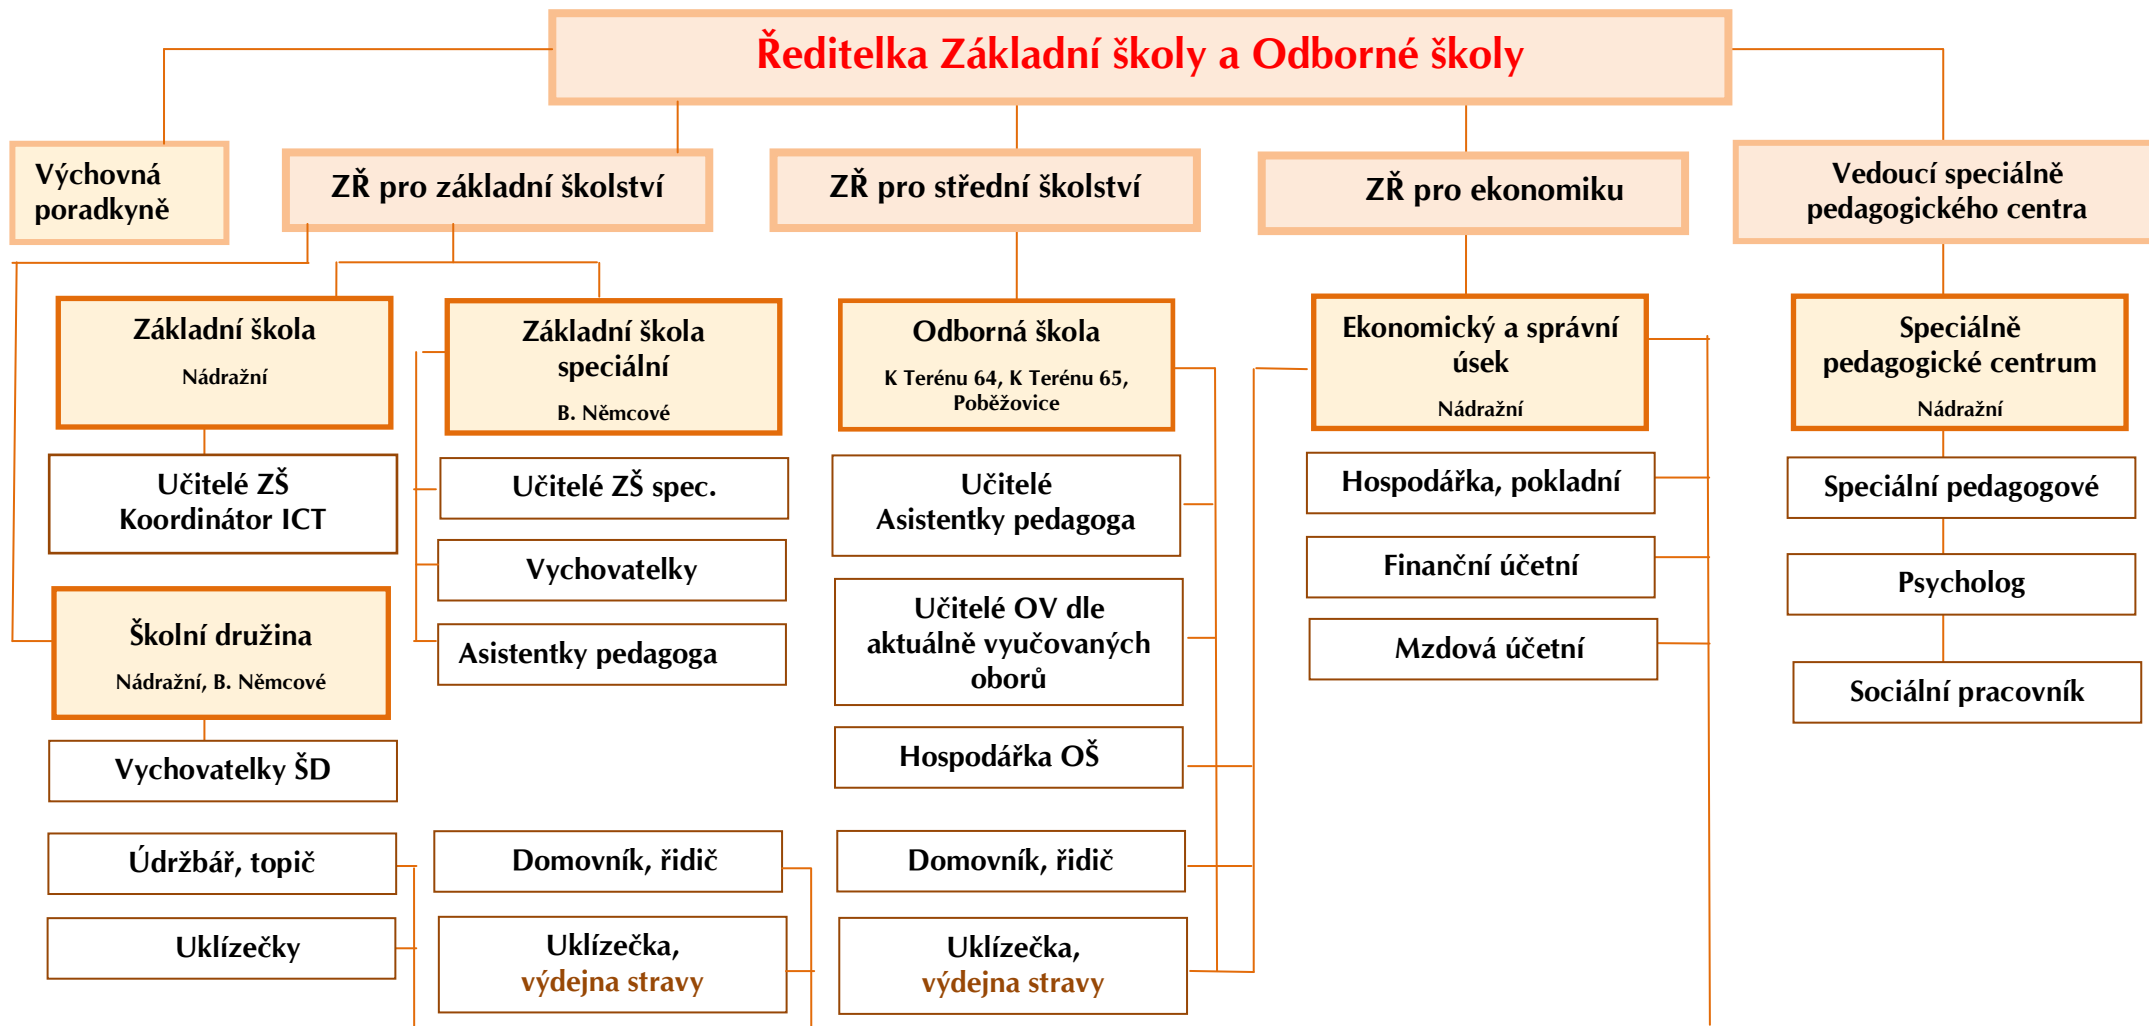 Ředitelka Základní školy a Odborné školy
Výchovná
poradkyně
ZŘ pro základní školství
ZŘ pro střední školství
ZŘ pro ekonomiku
Vedoucí speciálně
pedagogického centra
Základní škola
Nádražní
Základní škola
speciální
B. Němcové
Odborná škola
K Terénu 64, K Terénu 65,
Poběžovice
Ekonomický a správní
úsek
Nádražní
Speciálně
pedagogické centrum
Nádražní
Učitelé ZŠ
Koordinátor ICT
Učitelé ZŠ spec.
Učitelé
Asistentky pedagoga
Hospodářka, pokladní
Speciální pedagogové
Vychovatelky
Finanční účetní
Psycholog
Školní družina
Nádražní, B. Němcové
Asistentky pedagoga
Učitelé OV dle
aktuálně vyučovaných
oborů
Mzdová účetní
Sociální pracovník
Vychovatelky ŠD
Hospodářka OŠ
Údržbář, topič
Domovník, řidič
Domovník, řidič
Uklízečky
Uklízečka,
výdejna stravy
Uklízečka,
výdejna stravy